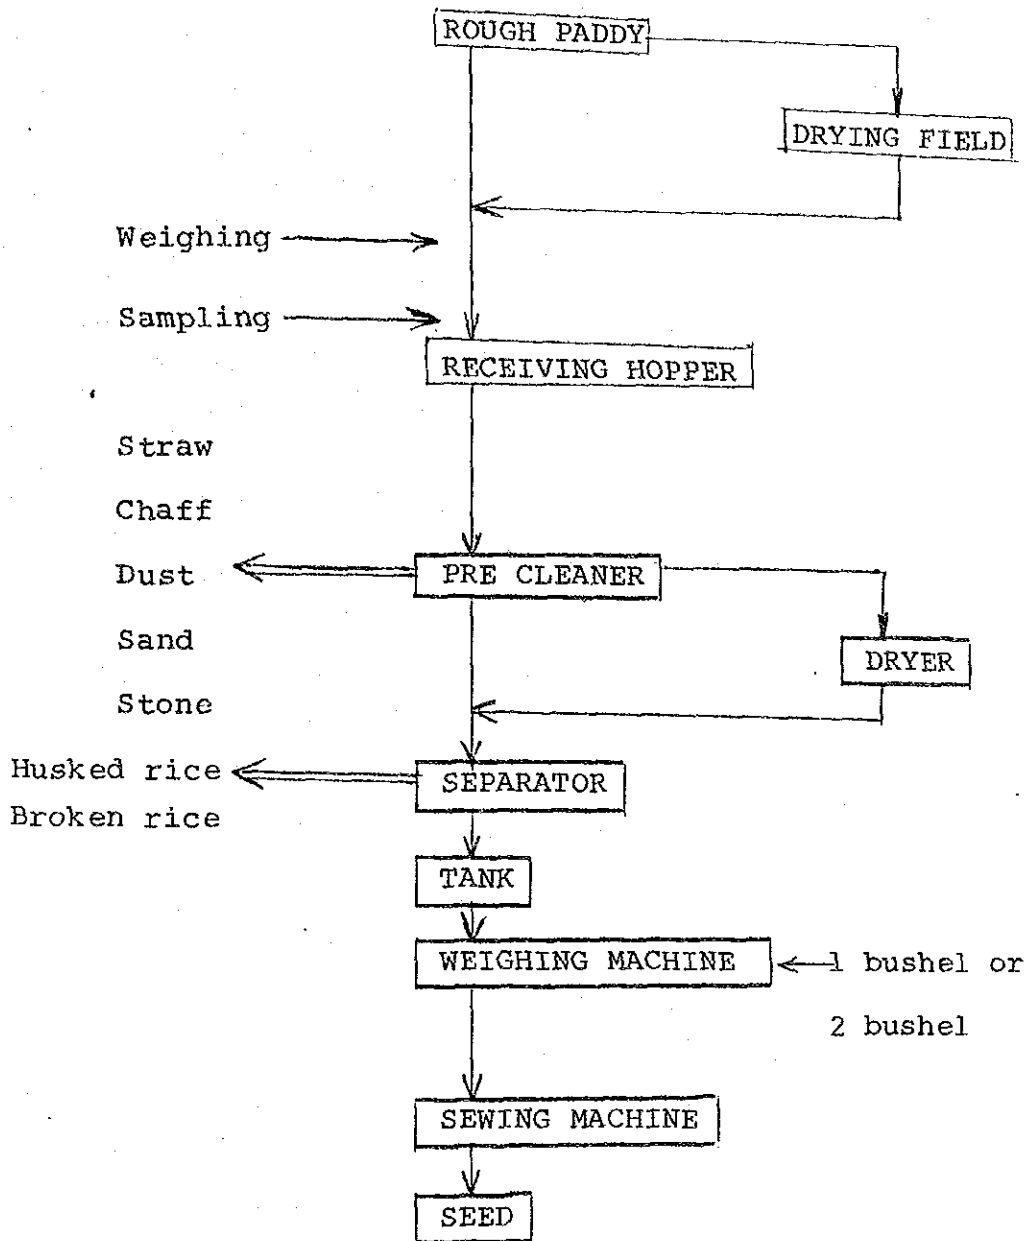 ROUGH PADDY
DRYING FIELD
Weighing
Sampling
RECEIVING HOPPER
Straw
Chaff
Dust
PRE CLEANER
Sand
DRYER
Stone
Husked rice
SEPARATOR
Broken rice
TANK
WEIGHING MACHINE
1 bushel or
2 bushel
SEWING MACHINE
SEED